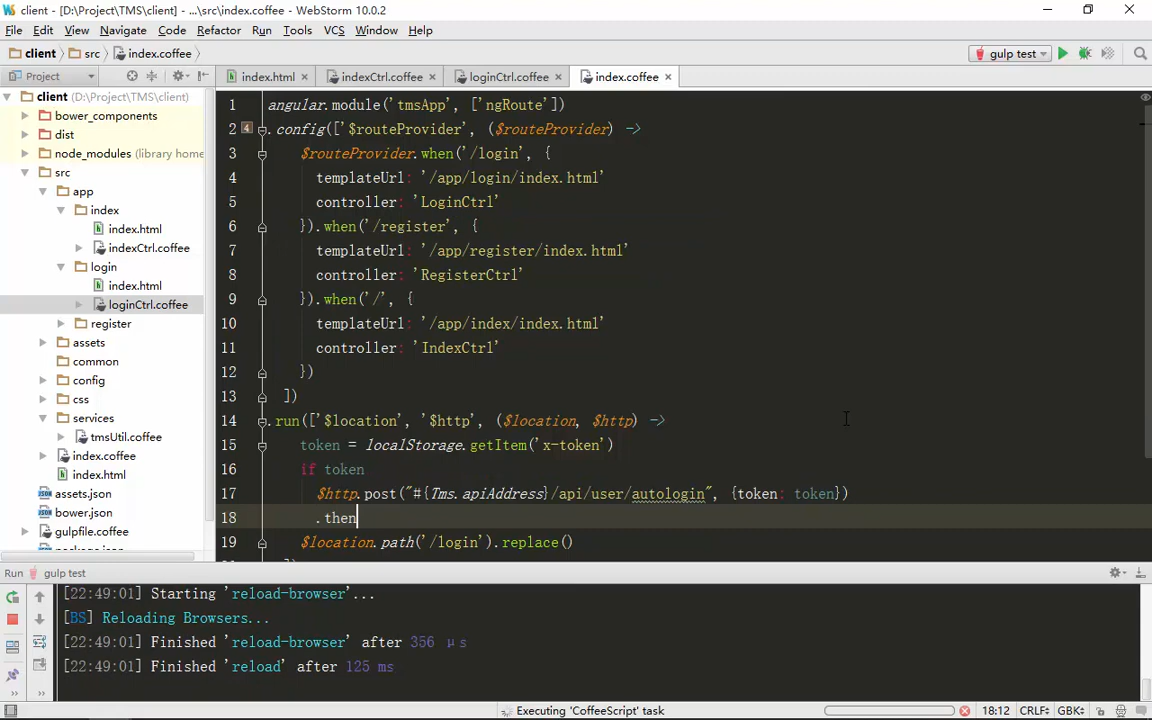 client - [D:\Project\TMS\client] - ...\src\index.coffee - WebStorm 10.0.2
File Edit View Navigate Code Refactor Run Tools VCS Window Help
client src index.coffee gulp test
Project index.html indexCtrl.coffee loginCtrl.coffee index.coffee
client (D:\Project\TMS\client)
bower_components
dist
node_modules (library home
src
app
index
index.html
indexCtrl.coffee
login
index.html
loginCtrl.coffee
register
assets
common
config
css
services
tmsUtil.coffee
index.coffee
index.html
assets.json
bower.json
gulpfile.coffee
1 angular.module('tmsApp', ['ngRoute'])
2 .config(['$routeProvider', ($routeProvider) ->
3 $routeProvider.when('/login', {
4 templateUrl: '/app/login/index.html'
5 controller: 'LoginCtrl'
6 }).when('/register', {
7 templateUrl: '/app/register/index.html'
8 controller: 'RegisterCtrl'
9 }).when('/', {
10 templateUrl: '/app/index/index.html'
11 controller: 'IndexCtrl'
12 })
13 ])
14 .run(['$location', '$http', ($location, $http) ->
15 token = localStorage.getItem('x-token')
16 if token
17 $http.post("#{Tms.apiAddress}/api/user/autologin", {token: token})
18 .then
19 $location.path('/login').replace()
Run gulp test
[22:49:01] Starting 'reload-browser'...
[BS] Reloading Browsers...
[22:49:01] Finished 'reload-browser' after 356 μs
[22:49:01] Finished 'reload' after 125 ms
Executing 'CoffeeScript' task 18:12 CRLF GBK